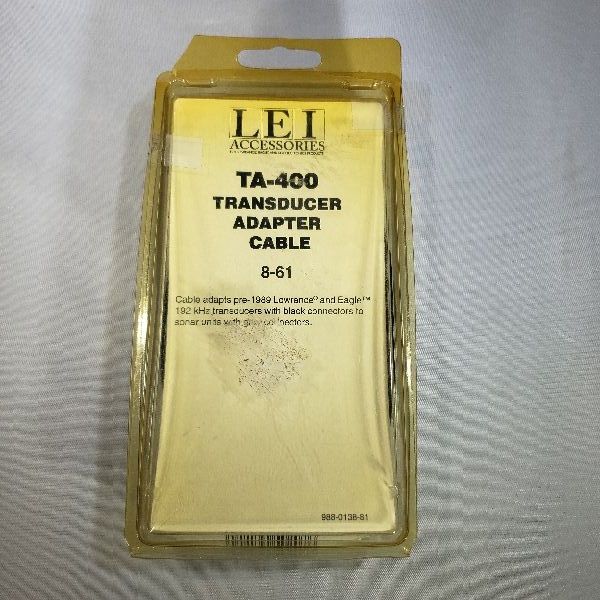 LEI
ACCESSORIES
TA-400
TRANSDUCER
ADAPTER
CABLE
8-61
Cable adapts pre-1989 Lowrance® and Eagle™
192 kHz transducers with black connectors to
sonar units with gray connectors.
988-0138-81